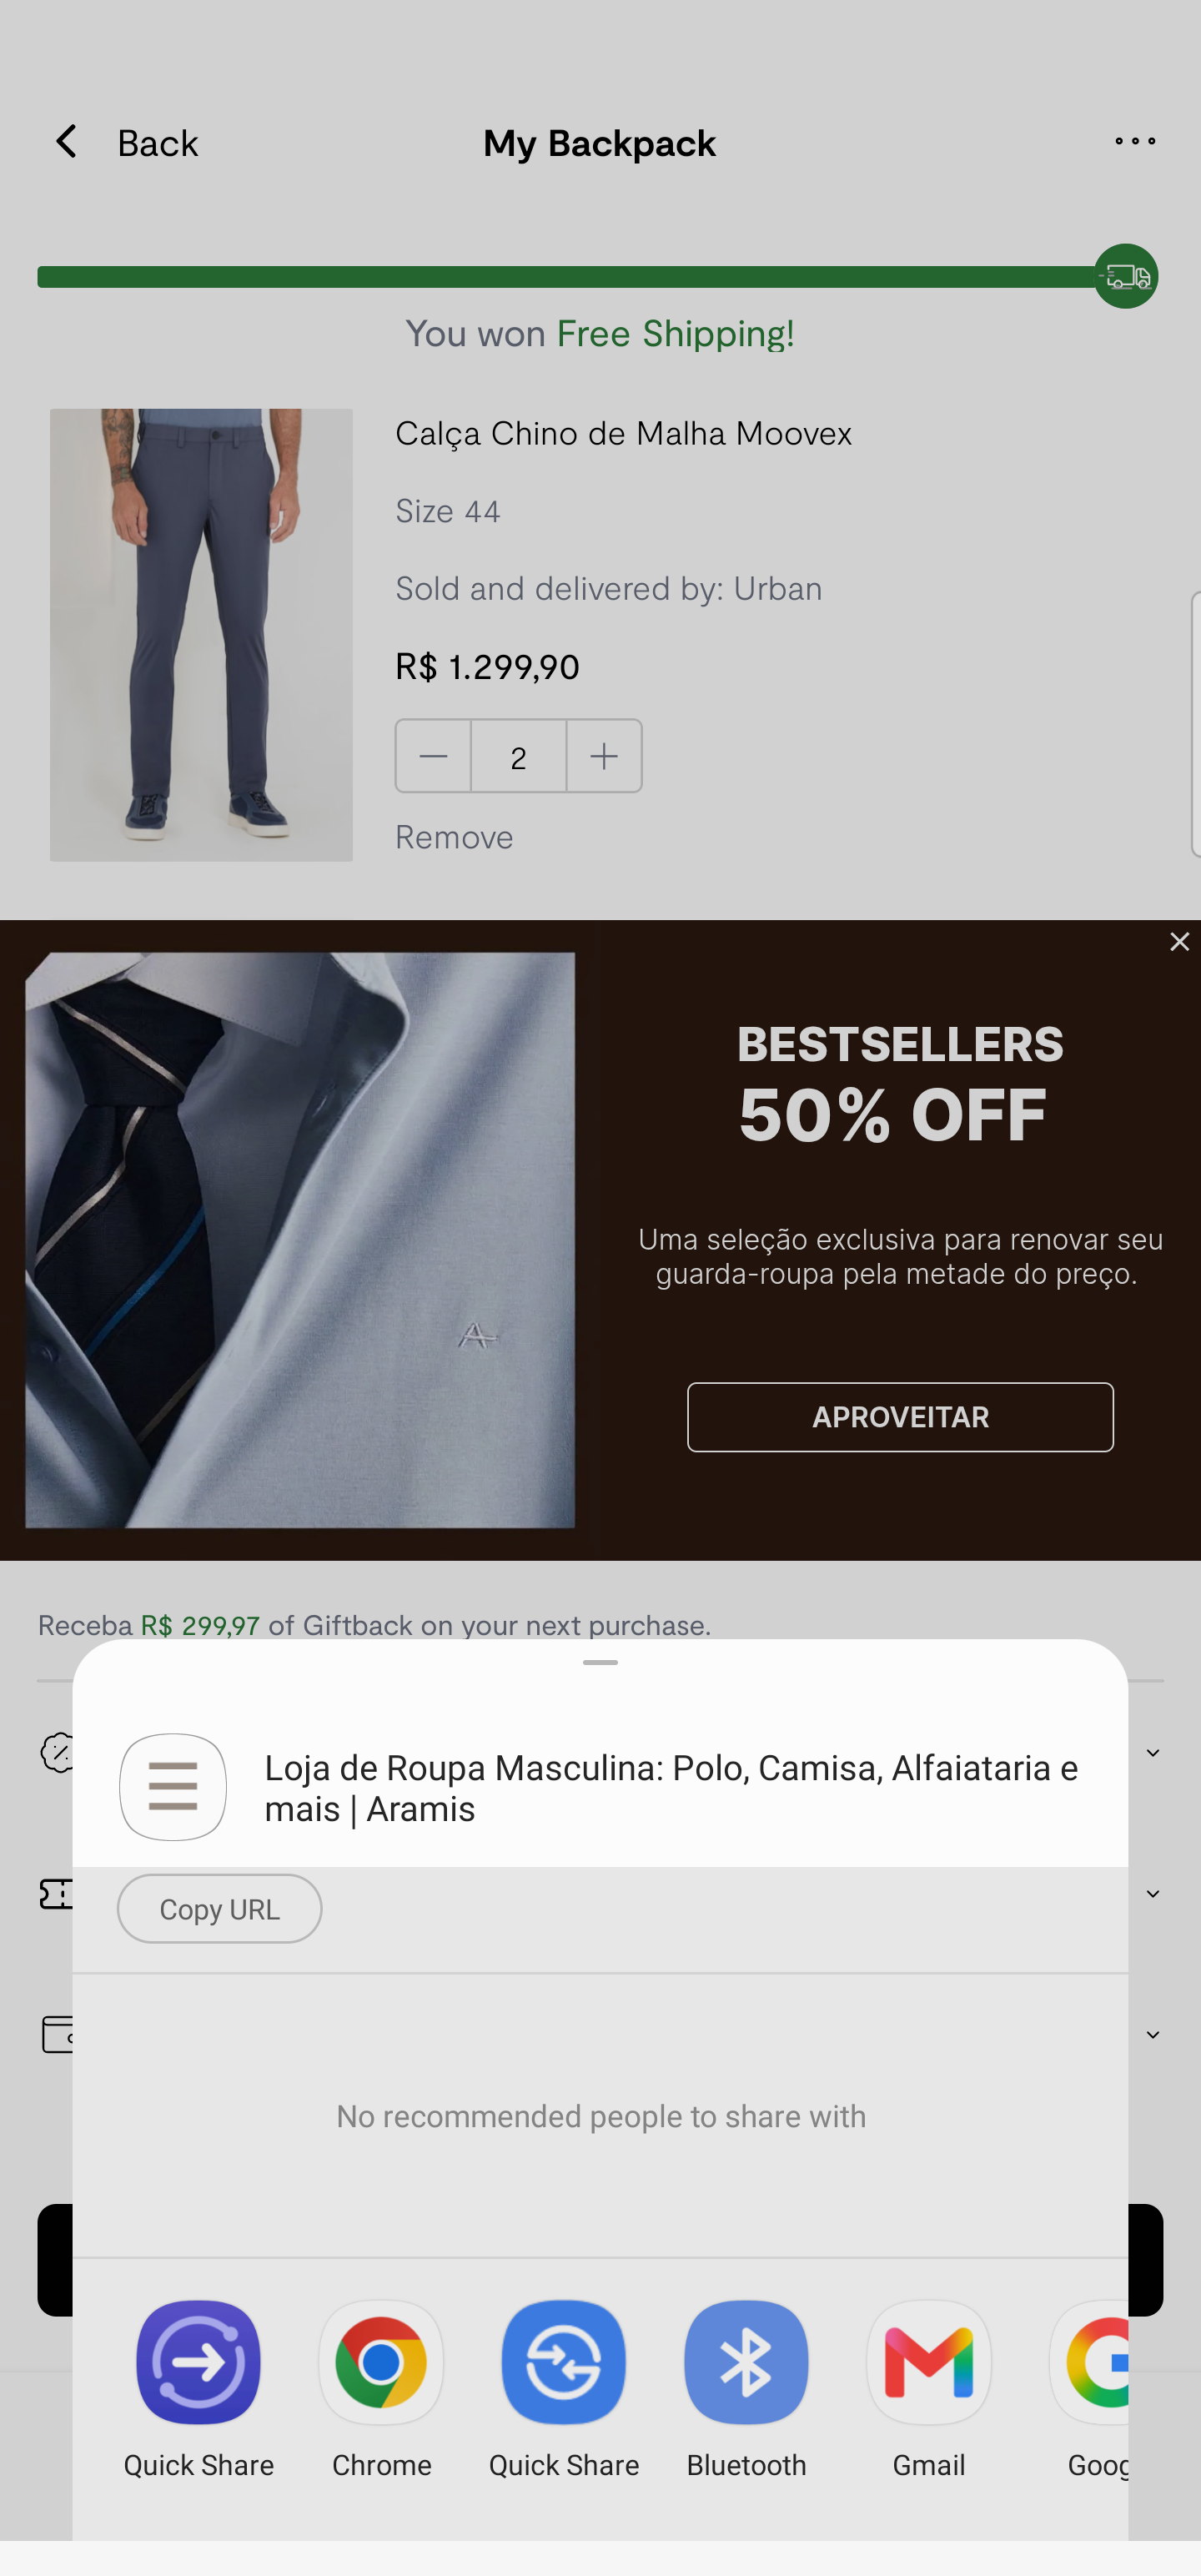 Back
My Backpack
You won Free Shipping!
Calça Chino de Malha Moovex
Size 44
Sold and delivered by: Urban
R$ 1.299,90
2
Remove
BESTSELLERS
50% OFF
Uma seleção exclusiva para renovar seu
guarda-roupa pela metade do preço.
APROVEITAR
Receba R$ 299,97 of Giftback on your next purchase.
Loja de Roupa Masculina: Polo, Camisa, Alfaiataria e
mais | Aramis
Copy URL
No recommended people to share with
Quick Share
Chrome
Quick Share
Bluetooth
Gmail